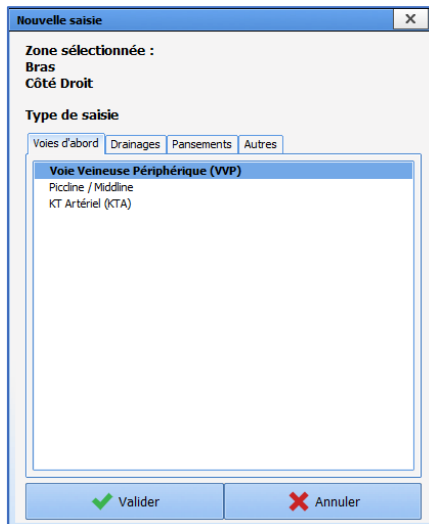 Nouvelle saisie
Zone sélectionnée :
Bras
Côté Droit
Type de saisie
Voies d'abord Drainages Pansements Autres
Voie Veineuse Périphérique (VVP)
Piccline / Middline
KT Artériel (KTA)
Valider Annuler